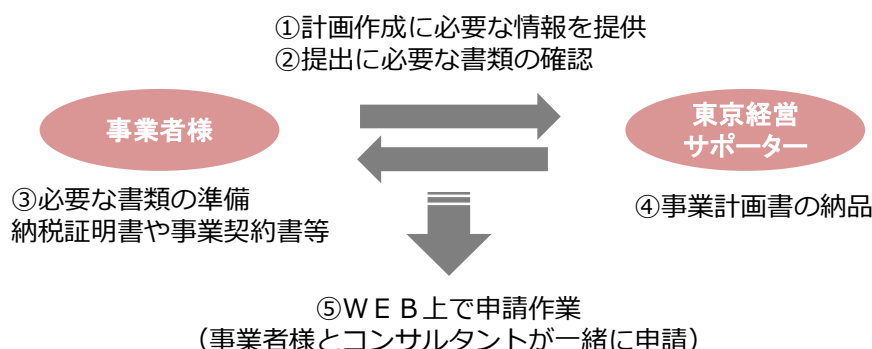 ①計画作成に必要な情報を提供
②提出に必要な書類の確認
事業者様
東京経営
サポーター
③必要な書類の準備
納税証明書や事業契約書等
④事業計画書の納品
⑤ＷＥＢ上で申請作業
（事業者様とコンサルタントが一緒に申請）